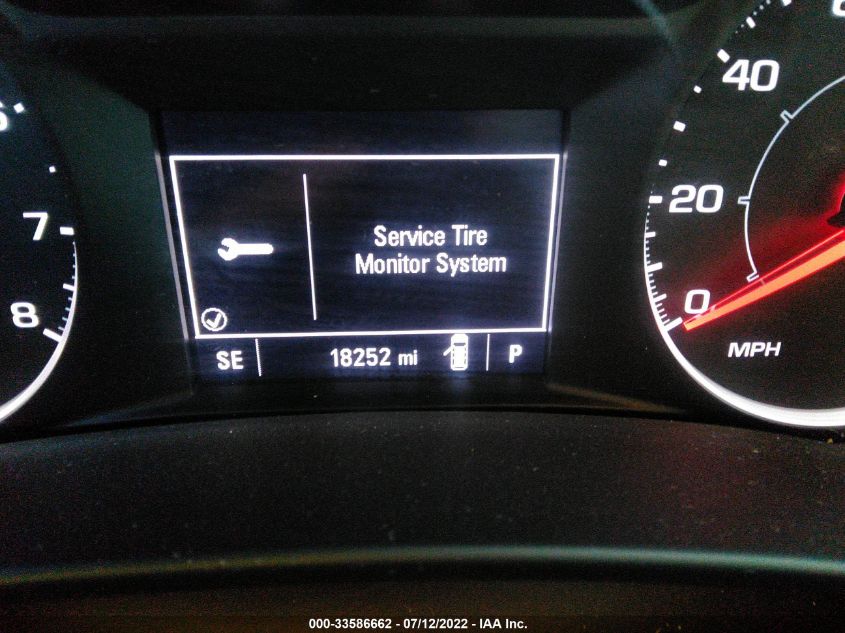 40
20
0
MPH
7
8
Service Tire
Monitor System
SE 18252 mi P
000-33586662 - 07/12/2022 - IAA Inc.